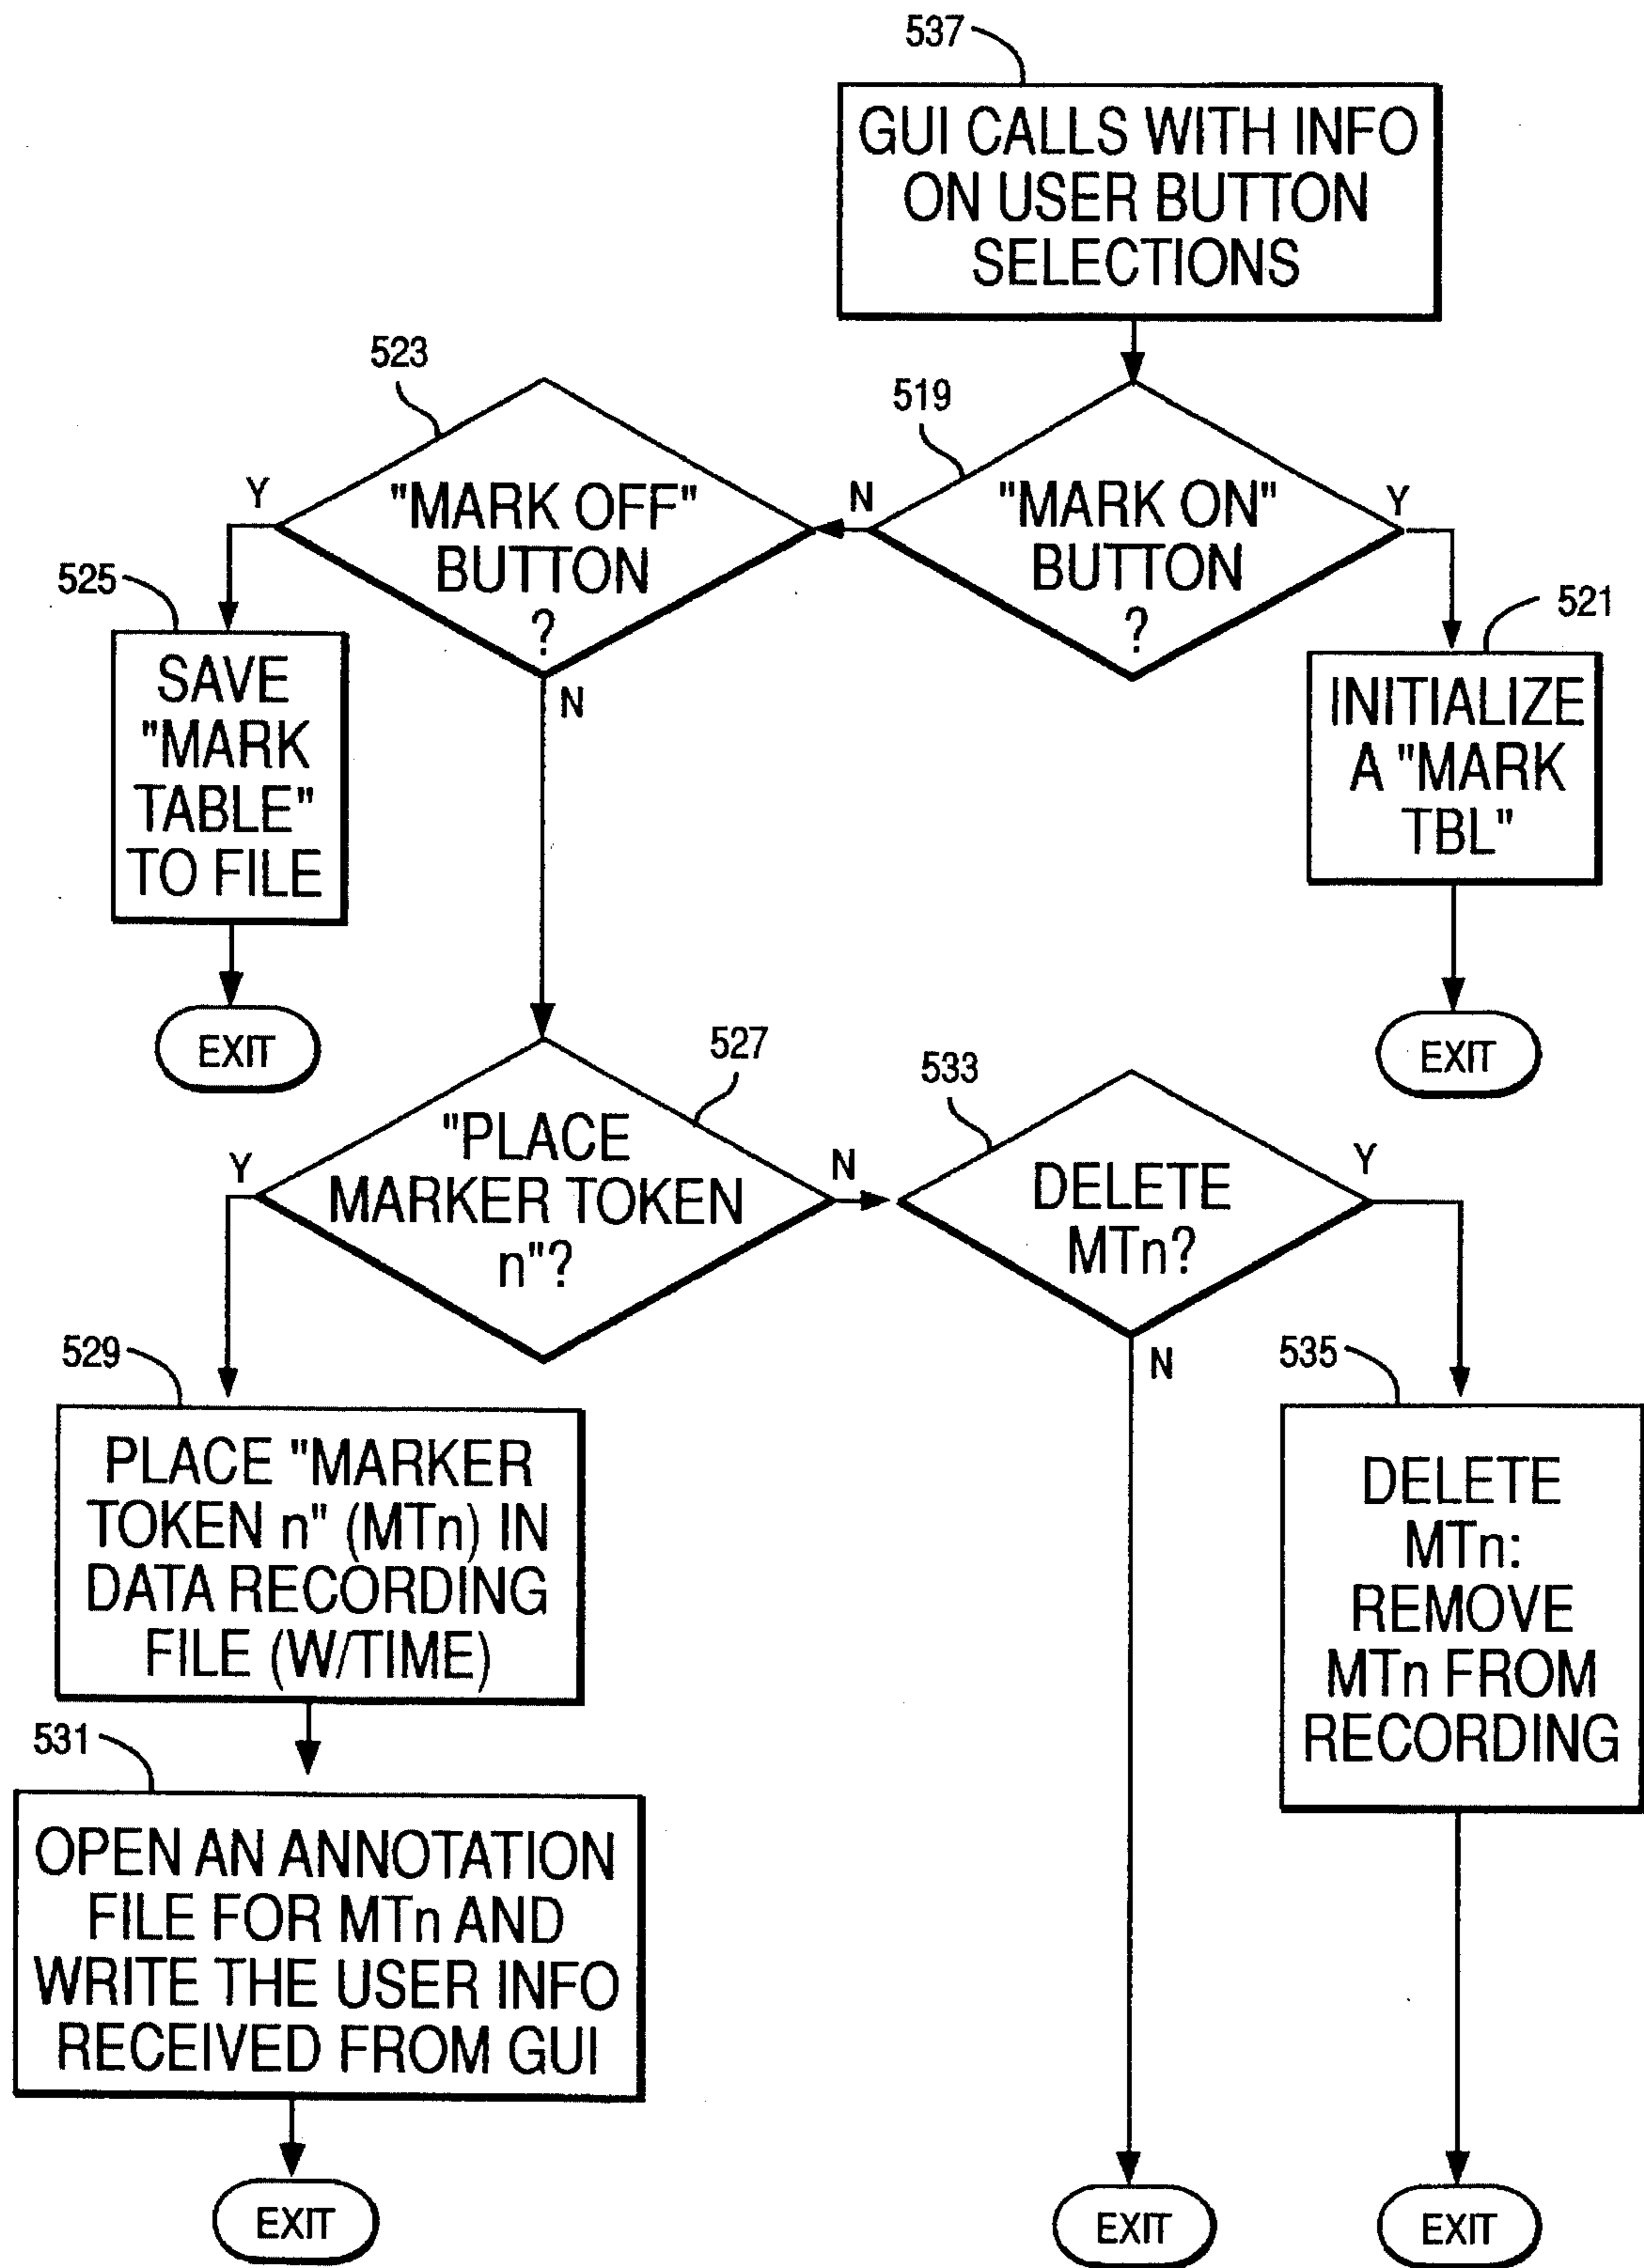 537
GUI CALLS WITH INFO
ON USER BUTTON
SELECTIONS
523
"MARK OFF"
BUTTON
?
Y
N
519
"MARK ON"
BUTTON
?
N
Y
525
SAVE
"MARK
TABLE"
TO FILE
EXIT
521
INITIALIZE
A "MARK
TBL"
EXIT
527
"PLACE
MARKER TOKEN
n"?
Y
N
533
DELETE
MTn?
Y
N
529
PLACE "MARKER
TOKEN n" (MTn) IN
DATA RECORDING
FILE (W/TIME)
535
DELETE
MTn:
REMOVE
MTn FROM
RECORDING
531
OPEN AN ANNOTATION
FILE FOR MTn AND
WRITE THE USER INFO
RECEIVED FROM GUI
EXIT
EXIT
EXIT